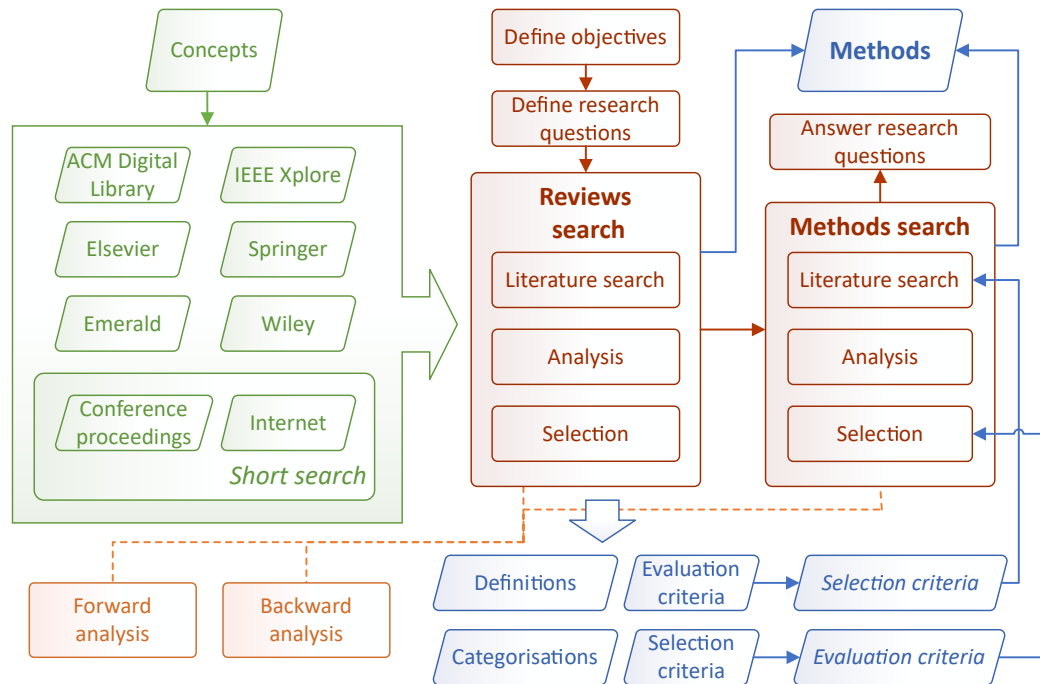 Concepts
ACM Digital
Library
IEEE Xplore
Elsevier
Springer
Emerald
Wiley
Conference
proceedings
Internet
Short search
Define objectives
Define research
questions
Reviews
search
Literature search
Analysis
Selection
Methods
Answer research
questions
Methods search
Literature search
Analysis
Selection
Forward
analysis
Backward
analysis
Definitions
Evaluation
criteria
Selection criteria
Categorisations
Selection
criteria
Evaluation criteria